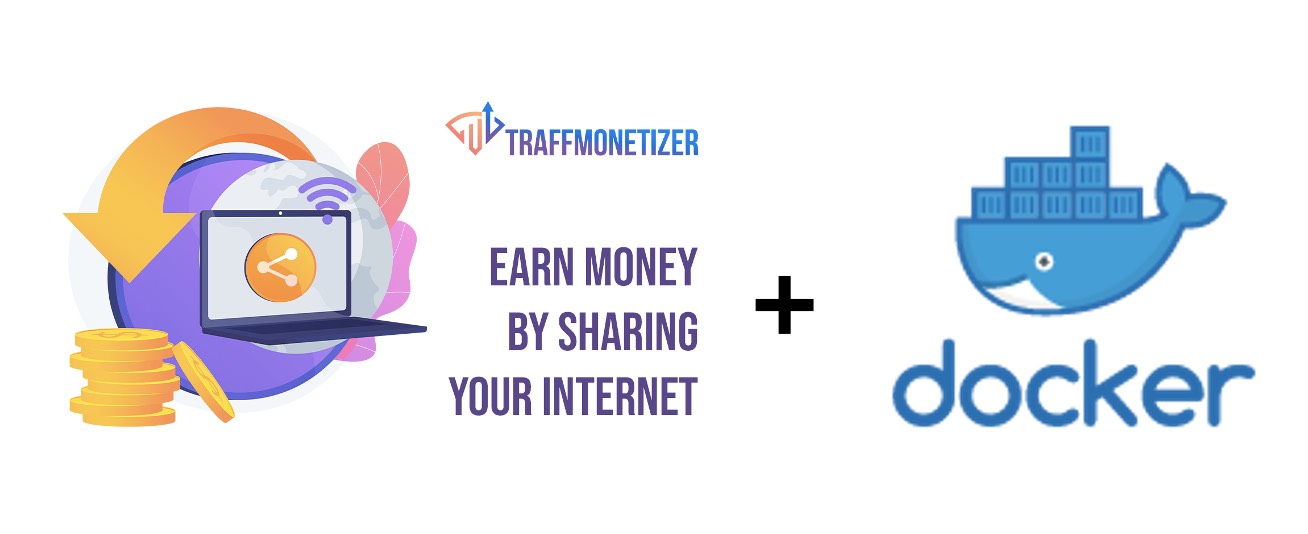 TRAFFMONETIZER
EARN MONEY
BY SHARING
YOUR INTERNET
+
docker